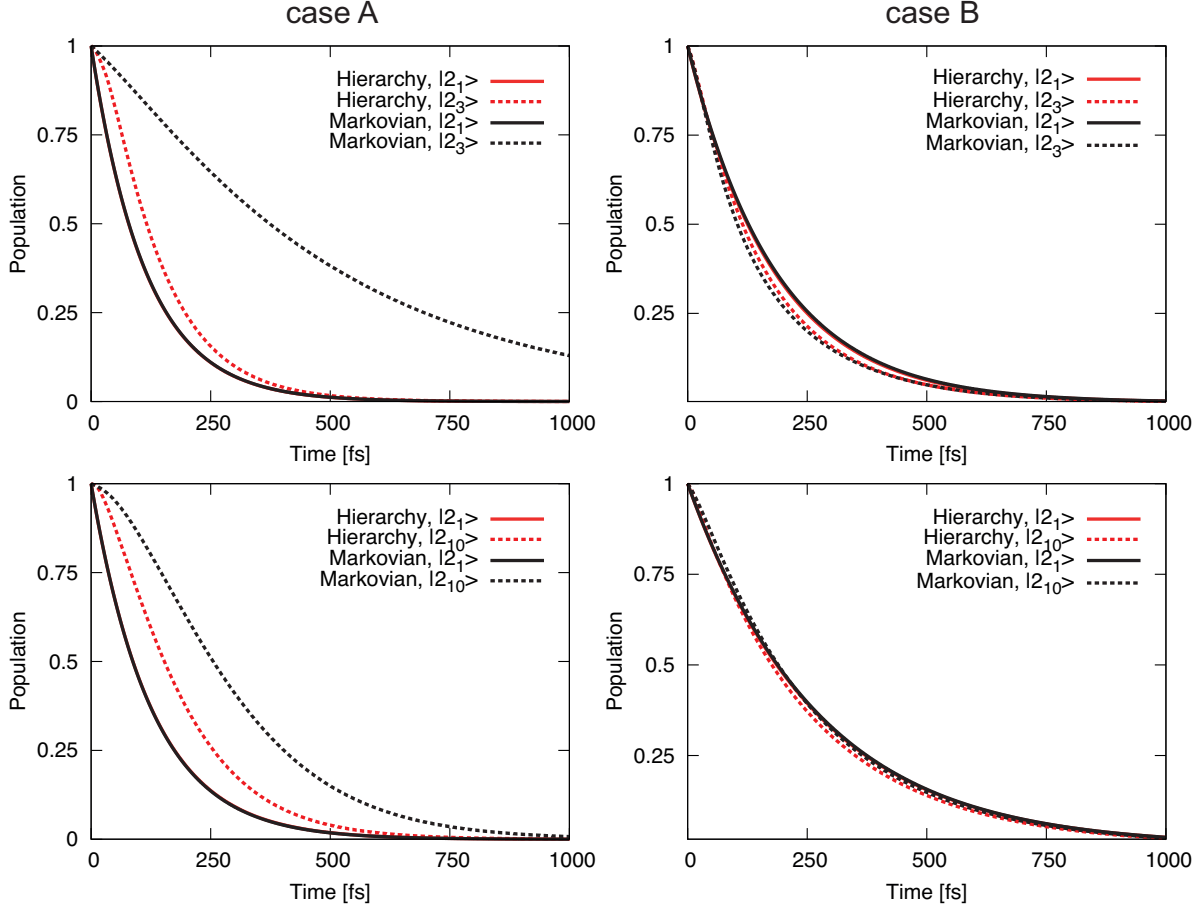 case A
case B
1
Hierarchy, |2₁>
Hierarchy, |2₃>
Markovian, |2₁>
Markovian, |2₃>
0.75
0.5
0.25
0
Population
0 250 500 750 1000
Time [fs]
1
Hierarchy, |2₁>
Hierarchy, |2₃>
Markovian, |2₁>
Markovian, |2₃>
0.75
0.5
0.25
0
Population
0 250 500 750 1000
Time [fs]
1
Hierarchy, |2₁>
Hierarchy, |2₁₀>
Markovian, |2₁>
Markovian, |2₁₀>
0.75
0.5
0.25
0
Population
0 250 500 750 1000
Time [fs]
1
Hierarchy, |2₁>
Hierarchy, |2₁₀>
Markovian, |2₁>
Markovian, |2₁₀>
0.75
0.5
0.25
Population
0 250 500 750 1000
Time [fs]